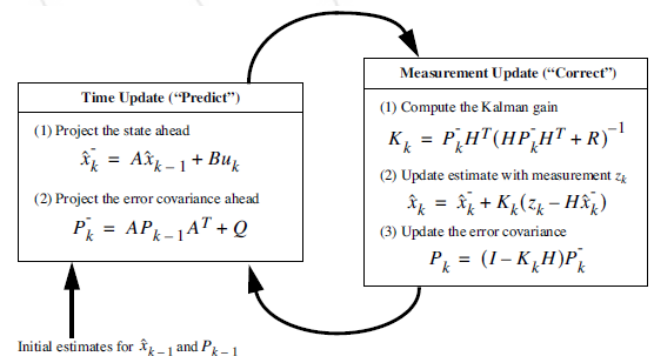 Time Update (“Predict”)
(1) Project the state ahead
x̂⁻ₖ = Ax̂ₖ₋₁ + Buₖ
(2) Project the error covariance ahead
P⁻ₖ = APₖ₋₁Aᵀ + Q
Initial estimates for x̂ₖ₋₁ and Pₖ₋₁
Measurement Update (“Correct”)
(1) Compute the Kalman gain
Kₖ = P⁻ₖHᵀ(HP⁻ₖHᵀ + R)⁻¹
(2) Update estimate with measurement zₖ
x̂ₖ = x̂⁻ₖ + Kₖ(zₖ – Hx̂⁻ₖ)
(3) Update the error covariance
Pₖ = (I – KₖH)P⁻ₖ